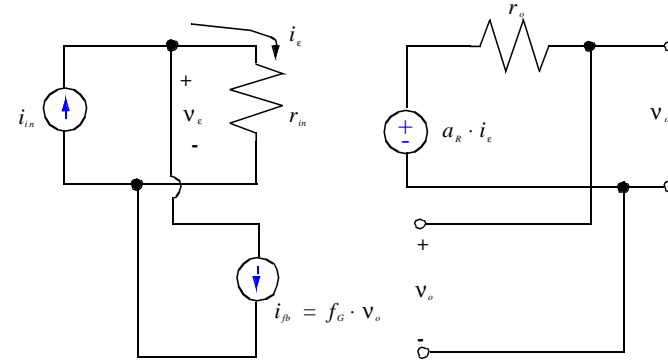 r_o
i_ε
+
i_in
ν_ε
r_in
-
+
-
a_R · i_ε
ν_o
+
ν_o
-
i_fb = f_G · ν_o